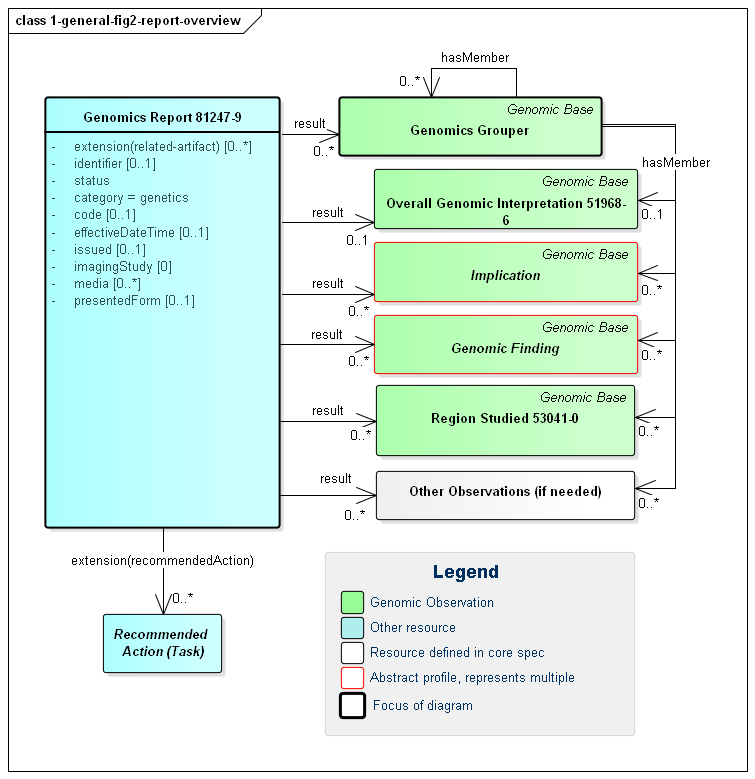 class 1-general-fig2-report-overview
hasMember
0..*
Genomics Report 81247-9
- extension(related-artifact) [0..*]
- identifier [0..1]
- status
- category = genetics
- code [0..1]
- effectiveDateTime [0..1]
- issued [0..1]
- imagingStudy [0]
- media [0..*]
- presentedForm [0..1]
result
0..*
Genomic Base
Genomics Grouper
hasMember
result
0..1
Genomic Base
Overall Genomic Interpretation 51968-
6
0..1
result
0..*
Genomic Base
Implication
0..*
result
0..*
Genomic Base
Genomic Finding
0..*
result
0..*
Genomic Base
Region Studied 53041-0
0..*
result
0..*
Other Observations (if needed)
0..*
extension(recommendedAction)
0..*
Recommended
Action (Task)
Legend
Genomic Observation
Other resource
Resource defined in core spec
Abstract profile, represents multiple
Focus of diagram